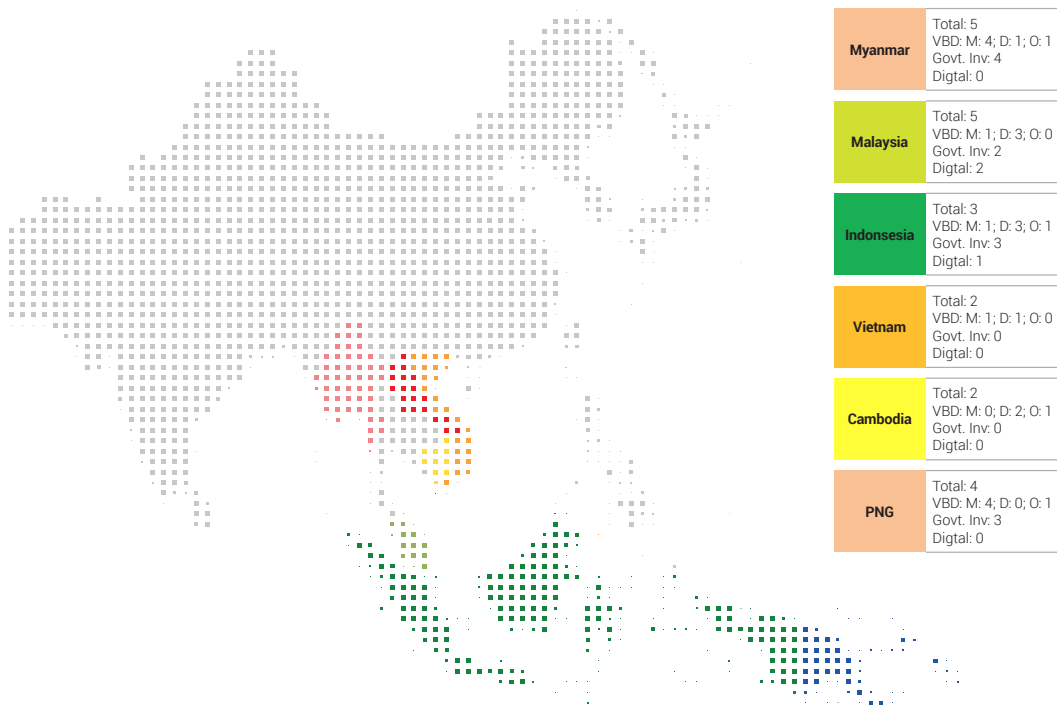 Myanmar
Total: 5
VBD: M: 4; D: 1; O: 1
Govt. Inv: 4
Digtal: 0
Malaysia
Total: 5
VBD: M: 1; D: 3; O: 0
Govt. Inv: 2
Digtal: 2
Indonsesia
Total: 3
VBD: M: 1; D: 3; O: 1
Govt. Inv: 3
Digtal: 1
Vietnam
Total: 2
VBD: M: 1; D: 1; O: 0
Govt. Inv: 0
Digtal: 0
Cambodia
Total: 2
VBD: M: 0; D: 2; O: 1
Govt. Inv: 0
Digtal: 0
PNG
Total: 4
VBD: M: 4; D: 0; O: 1
Govt. Inv: 3
Digtal: 0